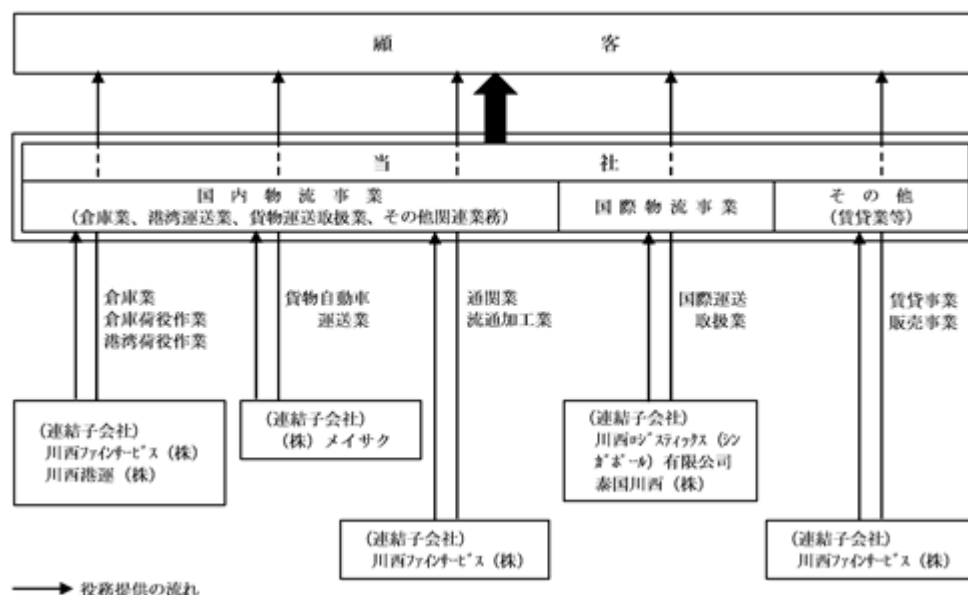 顧客
当社
国内物流事業
(倉庫業、港湾運送業、貨物運送取扱業、その他関連業務)
国際物流事業
その他
(賃貸業等)
倉庫業
倉庫荷役作業
港湾荷役作業
貨物自動車
運送業
通関業
流通加工業
国際運送
取扱業
賃貸事業
販売事業
(連結子会社)
川西ファインサービス (株)
川西港運 (株)
(連結子会社)
(株) メイサク
(連結子会社)
川西ロジスティックス (シン
ガポール) 有限公司
泰国川西 (株)
(連結子会社)
川西ファインサービス (株)
(連結子会社)
川西ファインサービス (株)
役務提供の流れ